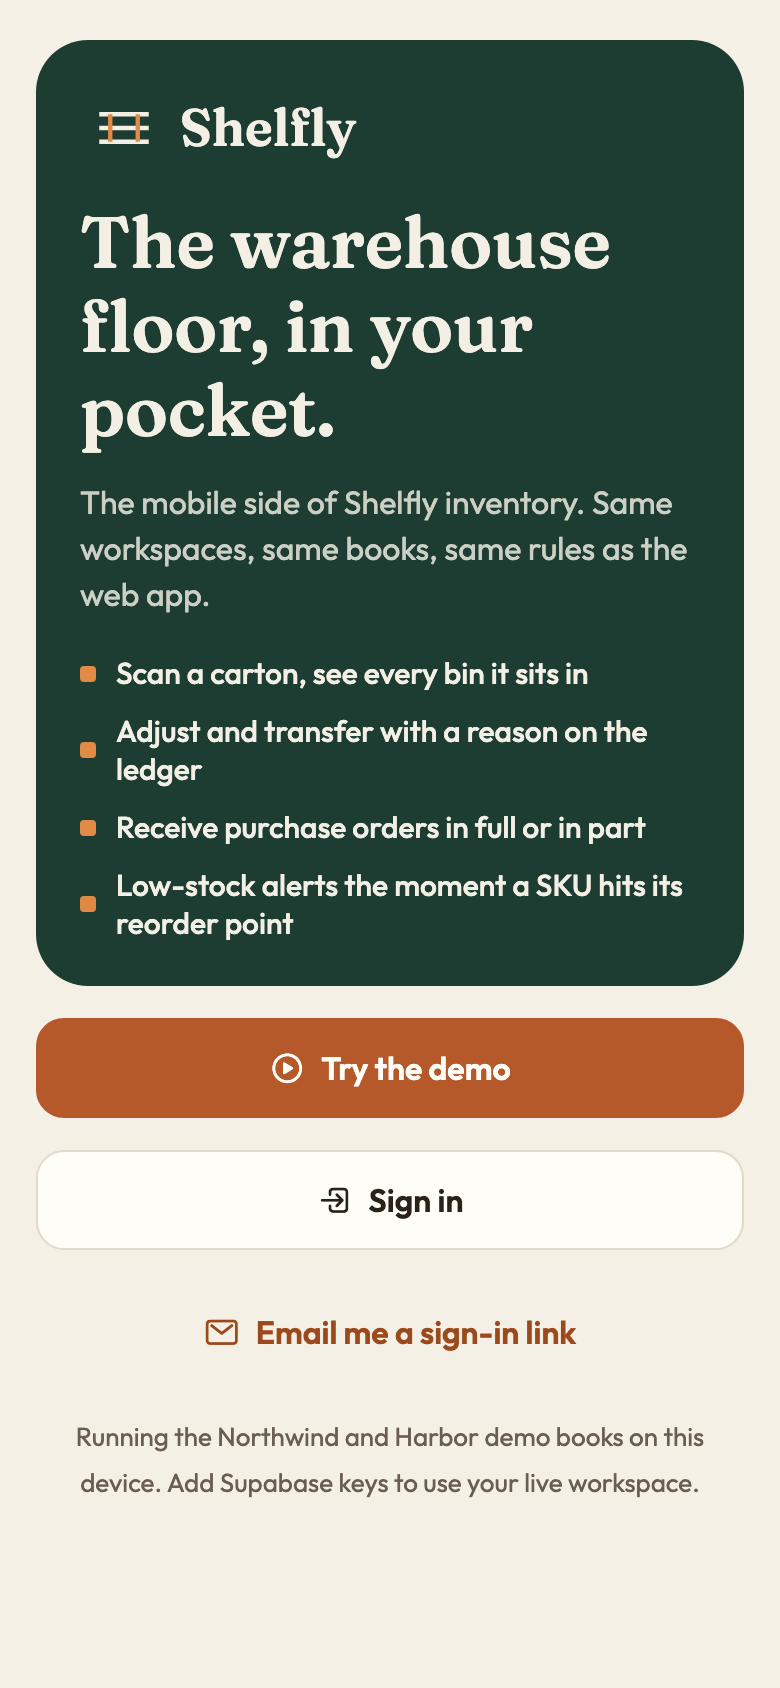 Shelfly
The warehouse
floor, in your
pocket.
The mobile side of Shelfly inventory. Same
workspaces, same books, same rules as the
web app.
Scan a carton, see every bin it sits in
Adjust and transfer with a reason on the
ledger
Receive purchase orders in full or in part
Low-stock alerts the moment a SKU hits its
reorder point
Try the demo
Sign in
Email me a sign-in link
Running the Northwind and Harbor demo books on this
device. Add Supabase keys to use your live workspace.